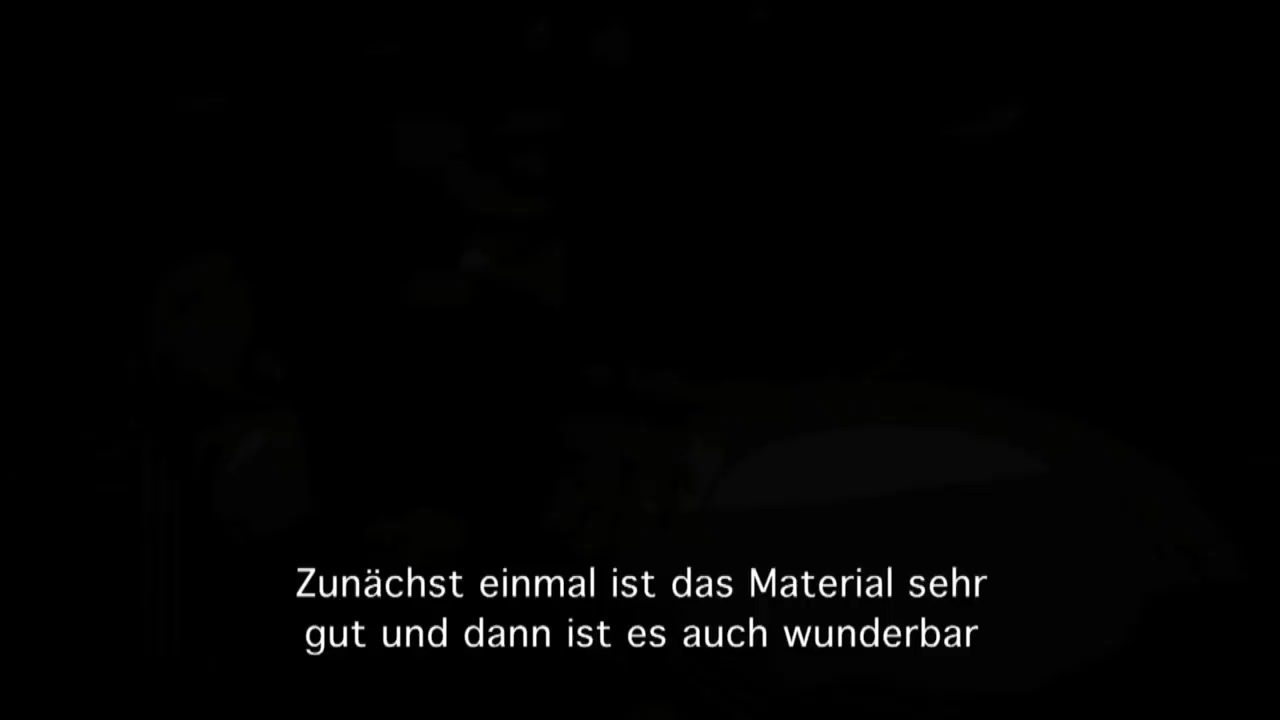 Zunächst einmal ist das Material sehr
gut und dann ist es auch wunderbar